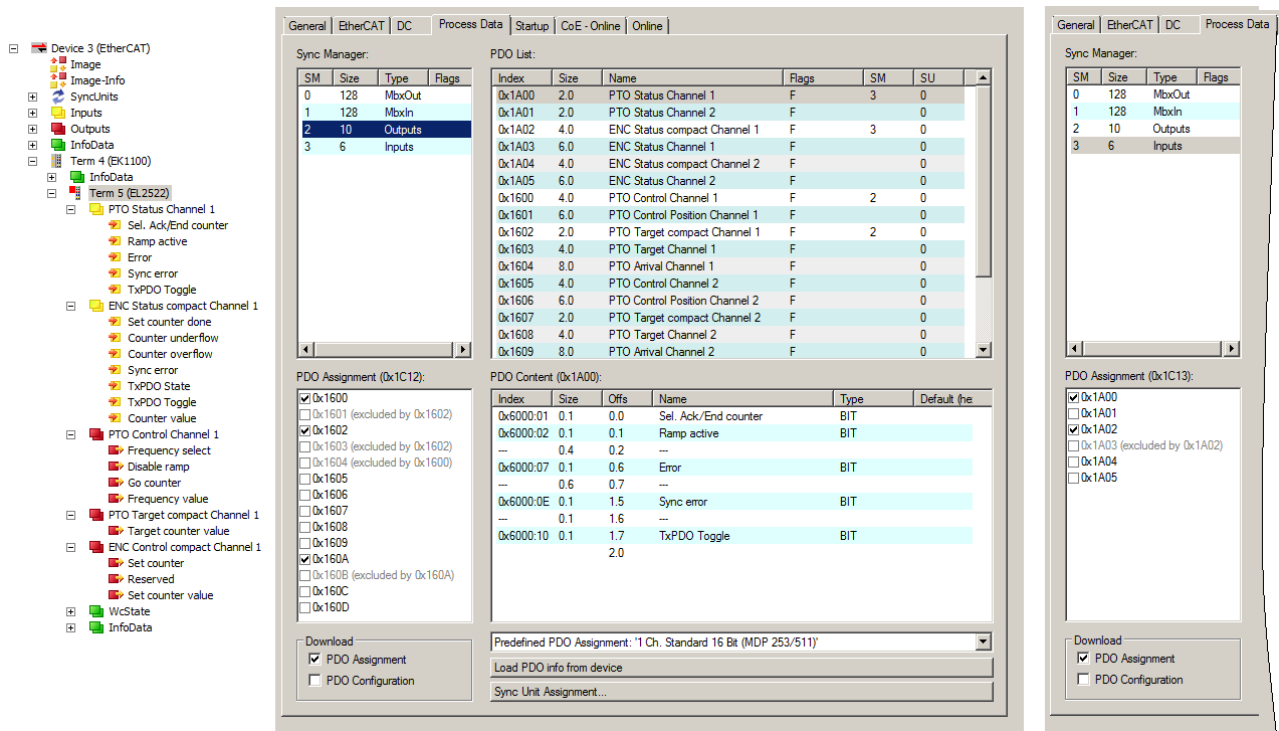 Device 3 (EtherCAT)
Image
Image-Info
SyncUnits
Inputs
Outputs
InfoData
Term 4 (EK1100)
InfoData
Term 5 (EL2522)
PTO Status Channel 1
Sel. Ack/End counter
Ramp active
Error
Sync error
TxPDO Toggle
ENC Status compact Channel 1
Set counter done
Counter underflow
Counter overflow
Sync error
TxPDO State
TxPDO Toggle
Counter value
PTO Control Channel 1
Frequency select
Disable ramp
Go counter
Frequency value
PTO Target compact Channel 1
Target counter value
ENC Control compact Channel 1
Set counter
Reserved
Set counter value
WcState
InfoData
General EtherCAT DC Process Data Startup CoE - Online Online
Sync Manager:
SM Size Type Flags
0 128 MbxOut
1 128 MbxIn
2 10 Outputs
3 6 Inputs
PDO List:
Index Size Name Flags SM SU
0x1A00 2.0 PTO Status Channel 1 F 3 0
0x1A01 2.0 PTO Status Channel 2 F 0
0x1A02 4.0 ENC Status compact Channel 1 F 3 0
0x1A03 6.0 ENC Status Channel 1 F 0
0x1A04 4.0 ENC Status compact Channel 2 F 0
0x1A05 6.0 ENC Status Channel 2 F 0
0x1600 4.0 PTO Control Channel 1 F 2 0
0x1601 6.0 PTO Control Position Channel 1 F 0
0x1602 2.0 PTO Target compact Channel 1 F 2 0
0x1603 4.0 PTO Target Channel 1 F 0
0x1604 8.0 PTO Arrival Channel 1 F 0
0x1605 4.0 PTO Control Channel 2 F 0
0x1606 6.0 PTO Control Position Channel 2 F 0
0x1607 2.0 PTO Target compact Channel 2 F 0
0x1608 4.0 PTO Target Channel 2 F 0
0x1609 8.0 PTO Arrival Channel 2 F 0
PDO Assignment (0x1C12):
0x1600
0x1601 (excluded by 0x1602)
0x1602
0x1603 (excluded by 0x1602)
0x1604 (excluded by 0x1600)
0x1605
0x1606
0x1607
0x1608
0x1609
0x160A
0x160B (excluded by 0x160A)
0x160C
0x160D
PDO Content (0x1A00):
Index Size Offs Name Type Default (he
0x6000:01 0.1 0.0 Sel. Ack/End counter BIT
0x6000:02 0.1 0.1 Ramp active BIT
--- 0.4 0.2 ---
0x6000:07 0.1 0.6 Error BIT
--- 0.6 0.7 ---
0x6000:0E 0.1 1.5 Sync error BIT
--- 0.1 1.6 ---
0x6000:10 0.1 1.7 TxPDO Toggle BIT
2.0
Download
PDO Assignment
PDO Configuration
Predefined PDO Assignment: '1 Ch. Standard 16 Bit (MDP 253/511)'
Load PDO info from device
Sync Unit Assignment...
General EtherCAT DC Process Data
Sync Manager:
SM Size Type Flags
0 128 MbxOut
1 128 MbxIn
2 10 Outputs
3 6 Inputs
PDO Assignment (0x1C13):
0x1A00
0x1A01
0x1A02
0x1A03 (excluded by 0x1A02)
0x1A04
0x1A05
Download
PDO Assignment
PDO Configuration